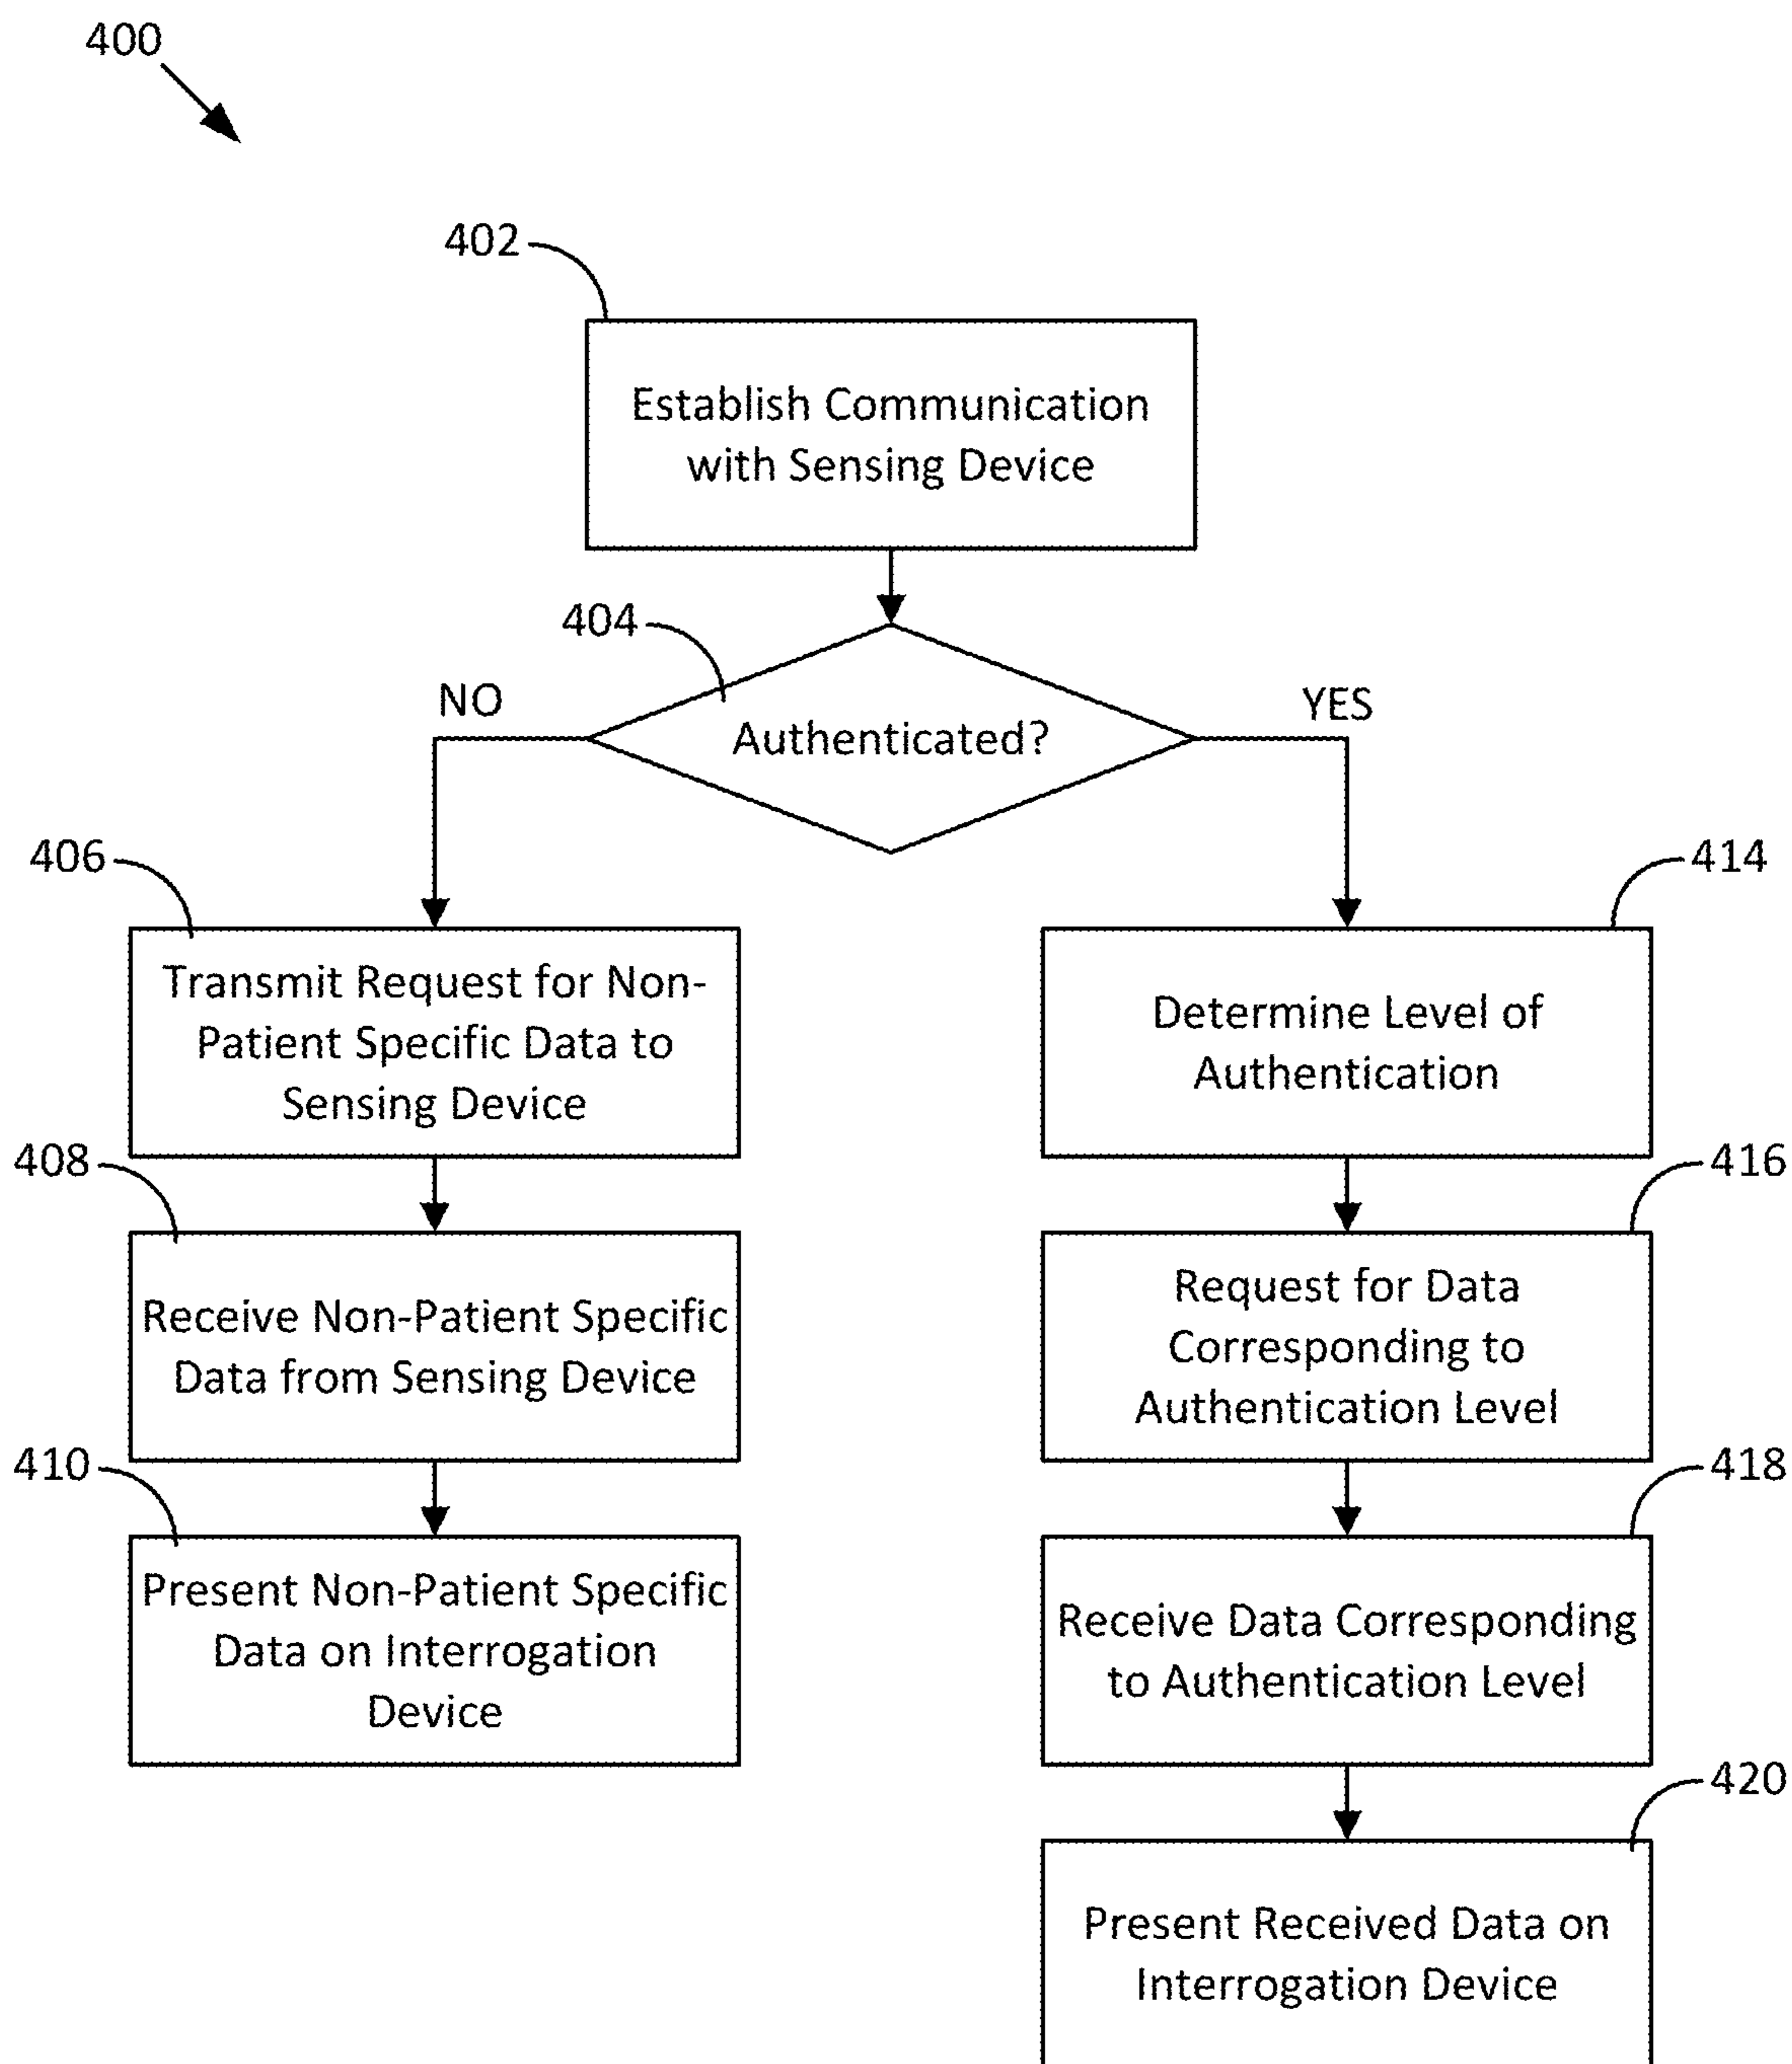 400
402
Establish Communication
with Sensing Device
404
NO
YES
Authenticated?
406
414
Transmit Request for Non-
Patient Specific Data to
Sensing Device
Determine Level of
Authentication
408
416
Receive Non-Patient Specific
Data from Sensing Device
Request for Data
Corresponding to
Authentication Level
410
418
Present Non-Patient Specific
Data on Interrogation
Device
Receive Data Corresponding
to Authentication Level
420
Present Received Data on
Interrogation Device